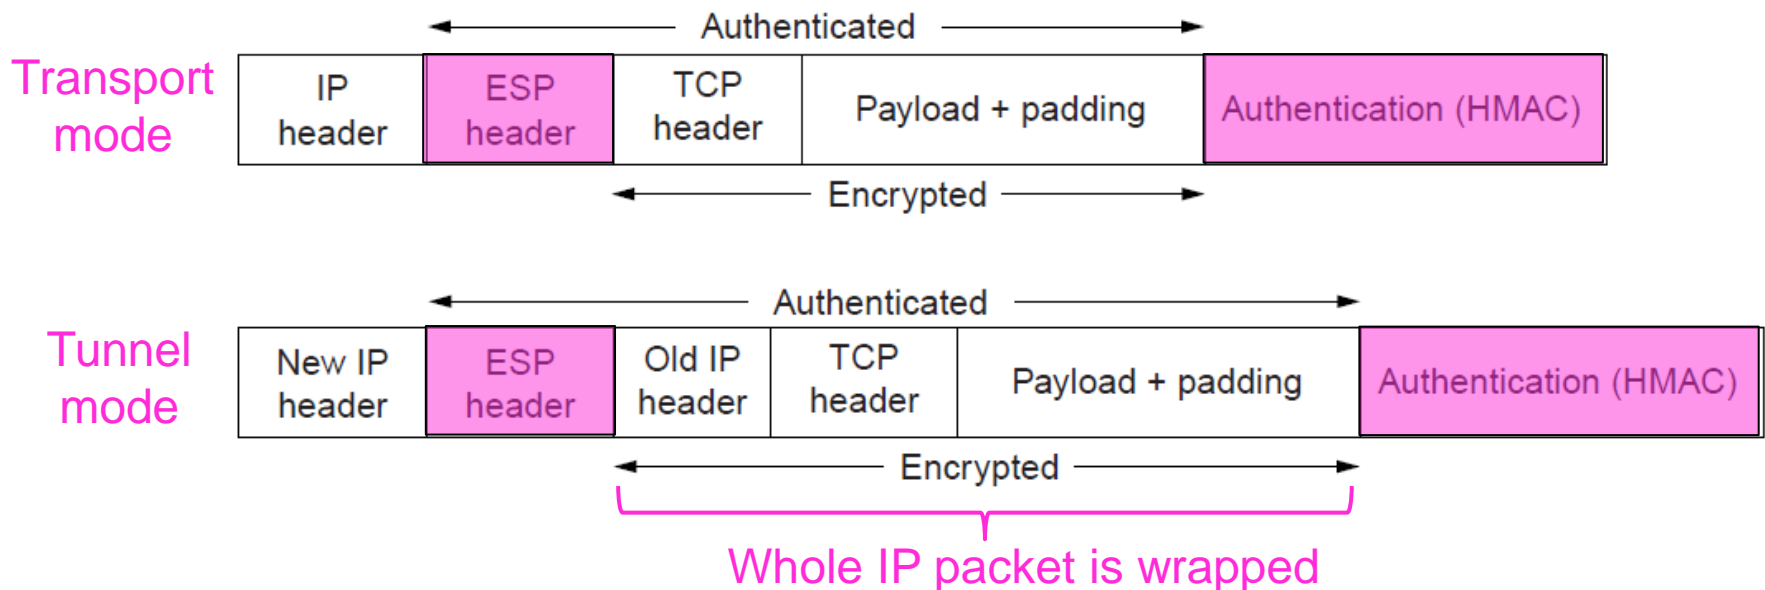 Authenticated
Transport
mode
IP
header
ESP
header
TCP
header
Payload + padding
Authentication (HMAC)
Encrypted
Authenticated
Tunnel
mode
New IP
header
ESP
header
Old IP
header
TCP
header
Payload + padding
Authentication (HMAC)
Encrypted
Whole IP packet is wrapped